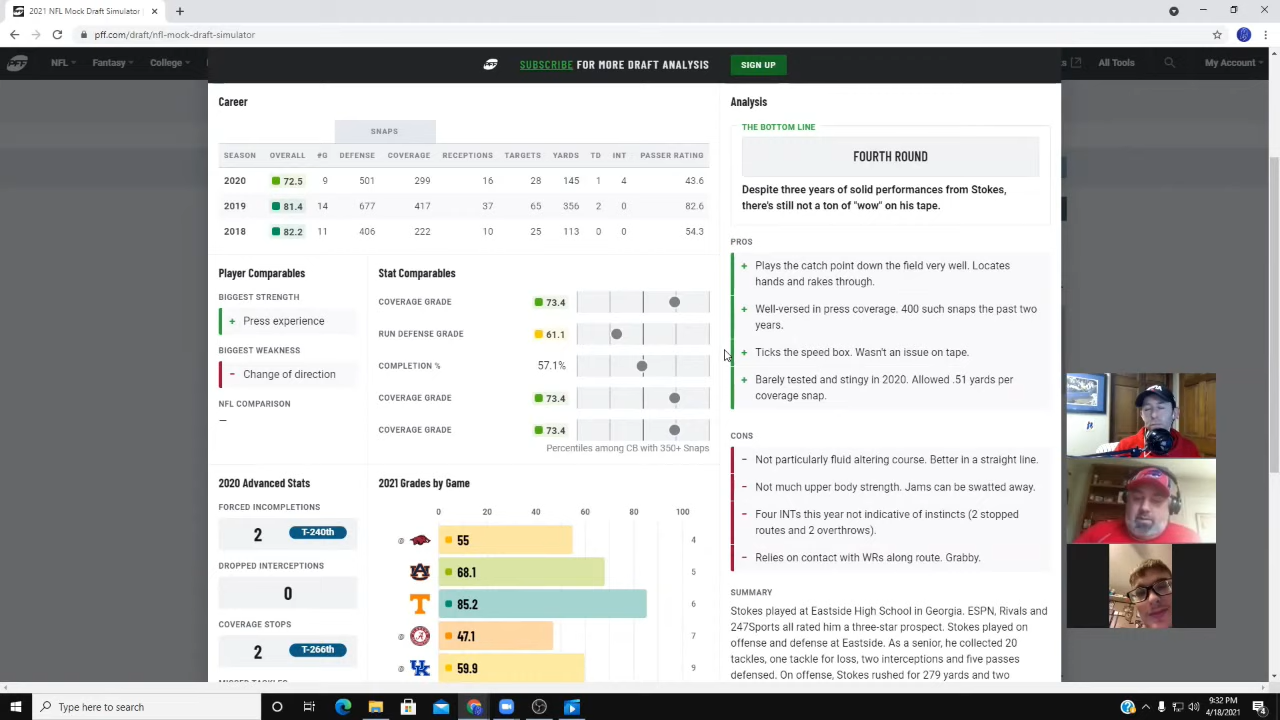 2021 NFL Mock Draft Simulator
pff.com/draft/nfl-mock-draft-simulator
PFF
NFL
Fantasy
College
All Tools
My Account
SUBSCRIBE FOR MORE DRAFT ANALYSIS
SIGN UP
Career
SNAPS
SEASON OVERALL #G DEFENSE COVERAGE RECEPTIONS TARGETS YARDS TD INT PASSER RATING
2020 72.5 9 501 299 16 28 145 1 4 43.6
2019 81.4 14 677 417 37 65 356 2 0 82.6
2018 82.2 11 406 222 10 25 113 0 0 54.3
Player Comparables
BIGGEST STRENGTH
+ Press experience
BIGGEST WEAKNESS
- Change of direction
NFL COMPARISON
—
Stat Comparables
COVERAGE GRADE 73.4
RUN DEFENSE GRADE 61.1
COMPLETION % 57.1%
COVERAGE GRADE 73.4
COVERAGE GRADE 73.4
Percentiles among CB with 350+ Snaps
2020 Advanced Stats
FORCED INCOMPLETIONS
2 T-240th
DROPPED INTERCEPTIONS
0
COVERAGE STOPS
2 T-266th
2021 Grades by Game
0 20 40 60 80 100
@ 55 4
68.1 5
T 85.2 6
@ 47.1 7
@ UK 59.9 9
Analysis
THE BOTTOM LINE
FOURTH ROUND
Despite three years of solid performances from Stokes,
there's still not a ton of "wow" on his tape.
PROS
+ Plays the catch point down the field very well. Locates
hands and rakes through.
+ Well-versed in press coverage. 400 such snaps the past two
years.
+ Ticks the speed box. Wasn't an issue on tape.
+ Barely tested and stingy in 2020. Allowed .51 yards per
coverage snap.
CONS
- Not particularly fluid altering course. Better in a straight line.
- Not much upper body strength. Jams can be swatted away.
- Four INTs this year not indicative of instincts (2 stopped
routes and 2 overthrows).
- Relies on contact with WRs along route. Grabby.
SUMMARY
Stokes played at Eastside High School in Georgia. ESPN, Rivals and
247Sports all rated him a three-star prospect. Stokes played on
offense and defense at Eastside. As a senior, he collected 20
tackles, one tackle for loss, two interceptions and five passes
defensed. On offense, Stokes rushed for 279 yards and two
Type here to search
9:32 PM
4/18/2021